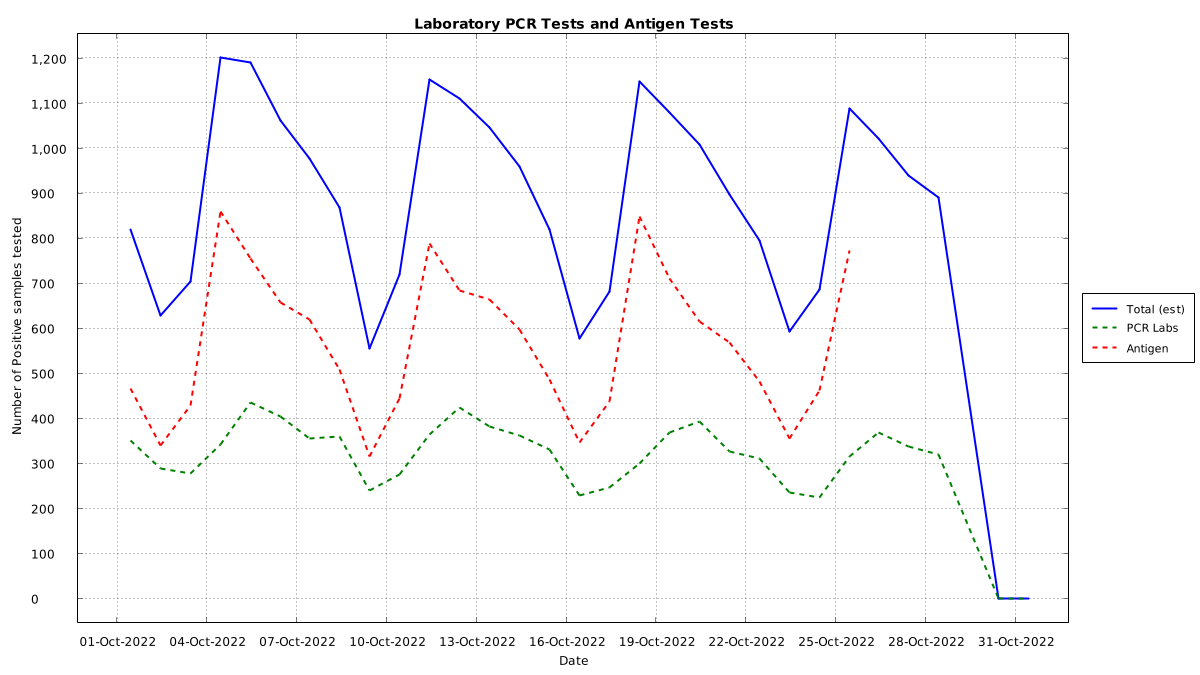 Laboratory PCR Tests and Antigen Tests
Number of Positive samples tested
1,200
1,100
1,000
900
800
700
600
500
400
300
200
100
0
01-Oct-2022 04-Oct-2022 07-Oct-2022 10-Oct-2022 13-Oct-2022 16-Oct-2022 19-Oct-2022 22-Oct-2022 25-Oct-2022 28-Oct-2022 31-Oct-2022
Date
Total (est)
PCR Labs
Antigen